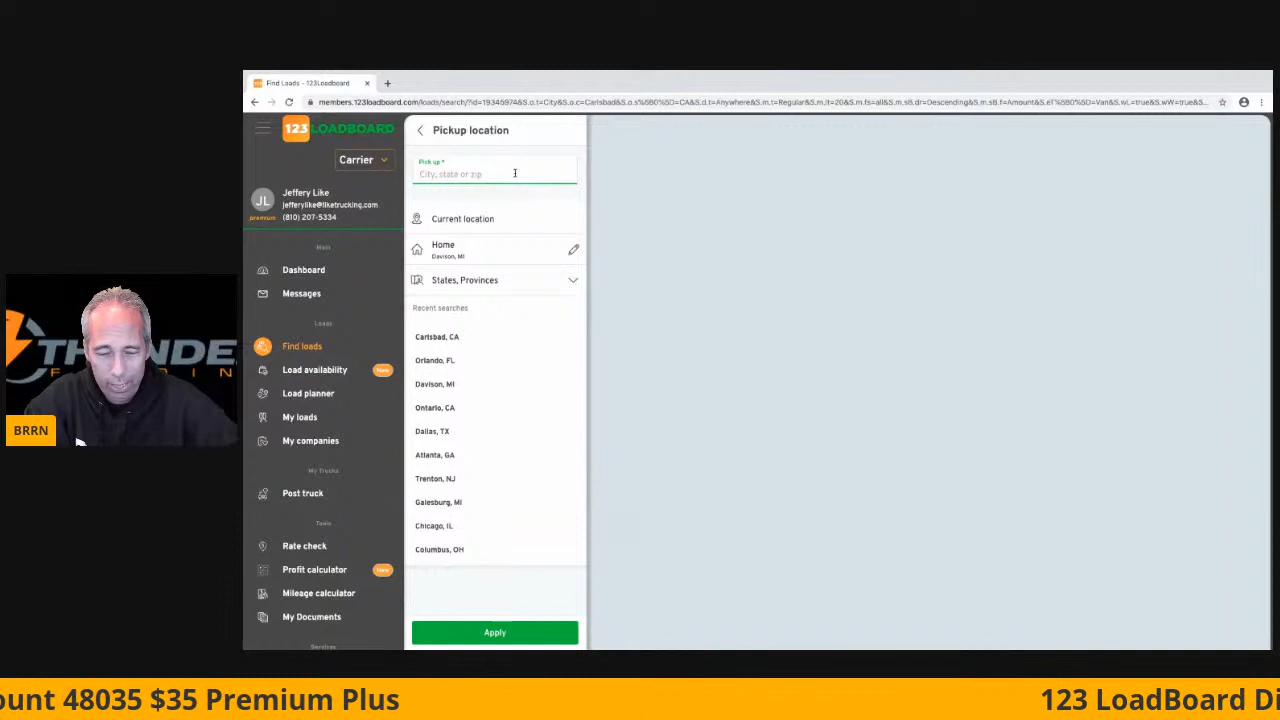 Find Loads - 123Loadboard
members.123loadboard.com/loads/search/?id=19345974&S.o.t=City&S.o.c=Carlsbad&S.o.s%5B0%5D=CA&S.d.t=Anywhere&S.m.t=Regular&S.m.lt=20&S.m.fs=all&S.m.sB.dr=Descending&S.m.sB.f=Amount&S.eT%5B0%5D=Van&S.wL=true&S.wW=true&S...
123LOADBOARD
Carrier
JL
premium
Jeffery Like
jefferylike@liketrucking.com
(810) 207-5334
Main
Dashboard
Messages
Loads
Find loads
Load availability New
Load planner
My loads
My companies
My Trucks
Post truck
Tools
Rate check
Profit calculator New
Mileage calculator
My Documents
Services
Pickup location
Pick up *
City, state or zip
Current location
Home
Davison, MI
States, Provinces
Recent searches
Carlsbad, CA
Orlando, FL
Davison, MI
Ontario, CA
Dallas, TX
Atlanta, GA
Trenton, NJ
Galesburg, MI
Chicago, IL
Columbus, OH
Apply
THUNDE
F
DIN
BRRN
ount 48035 $35 Premium Plus
123 LoadBoard Di